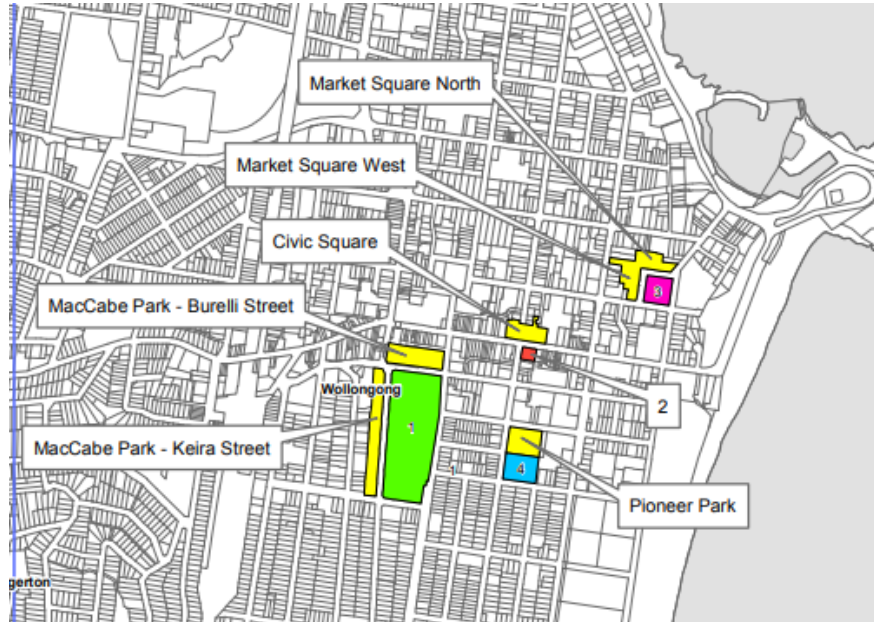 Market Square North
Market Square West
Civic Square
3
MacCabe Park - Burelli Street
Wollongong
2
1
MacCabe Park - Keira Street
4
1
Pioneer Park
gerton